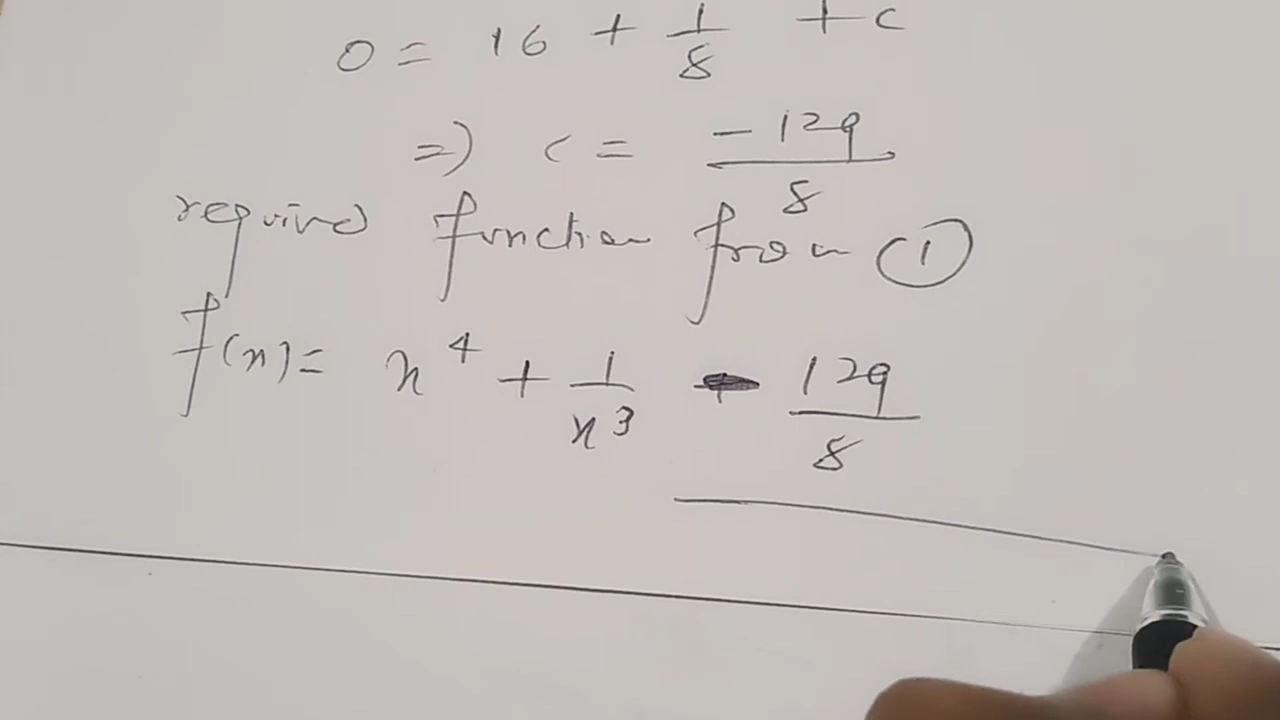 0 = 16 + 1/8 + c
=> c = -129/8
required function from ①
f(x) = x^4 + 1/x^3 - 129/8